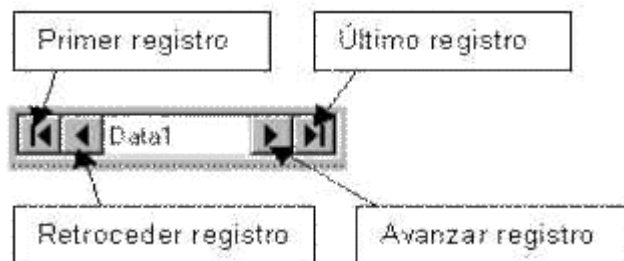 Primer registro
Último registro
Data1
Retroceder registro
Avanzar registro